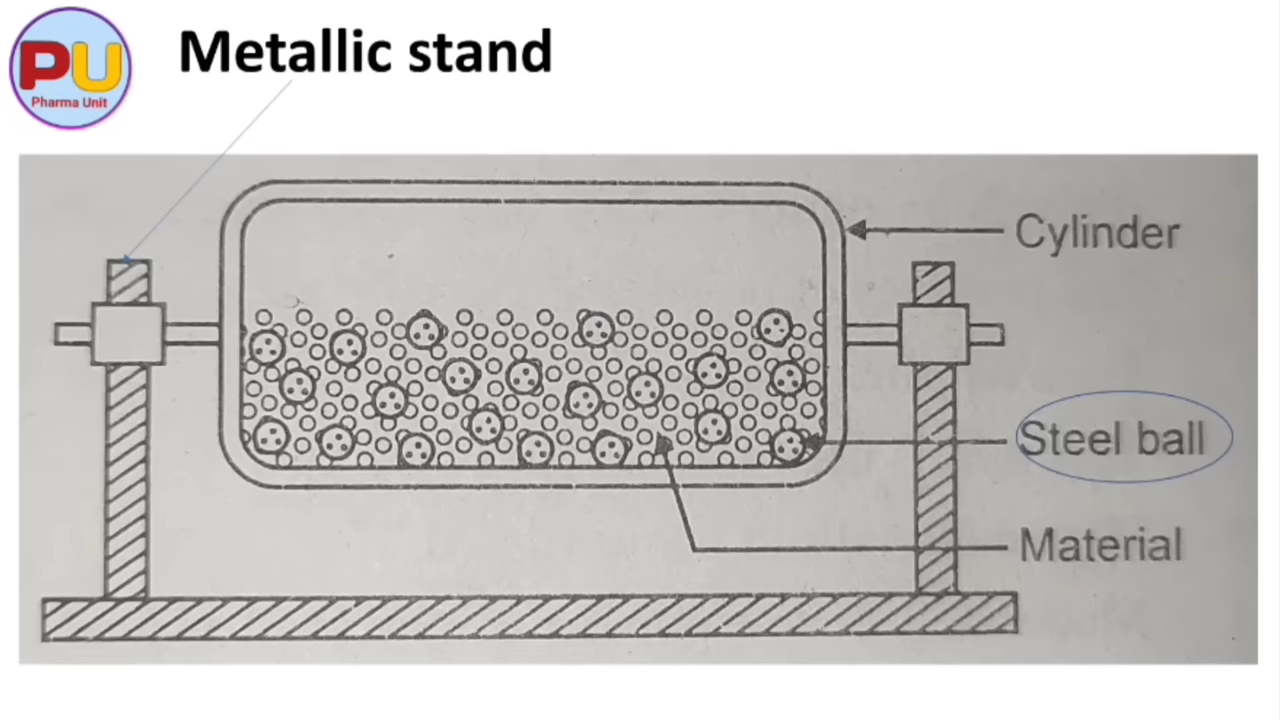 PU
Pharma Unit
Metallic stand
Cylinder
Steel ball
Material